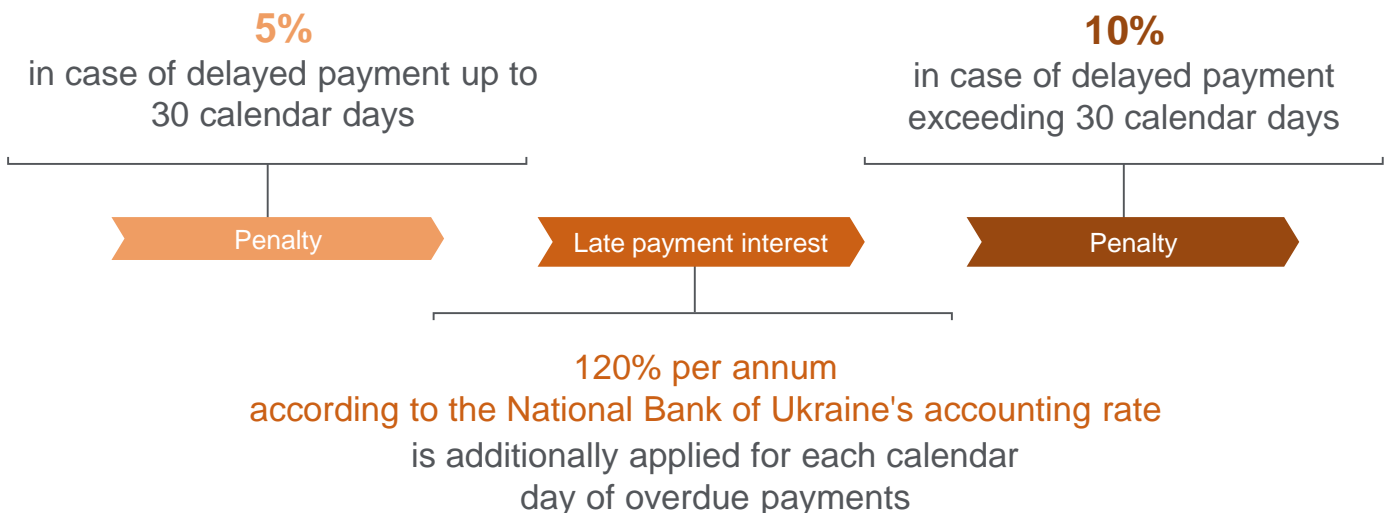 5%
in case of delayed payment up to
30 calendar days
10%
in case of delayed payment
exceeding 30 calendar days
Penalty
Late payment interest
Penalty
120% per annum
according to the National Bank of Ukraine's accounting rate
is additionally applied for each calendar
day of overdue payments